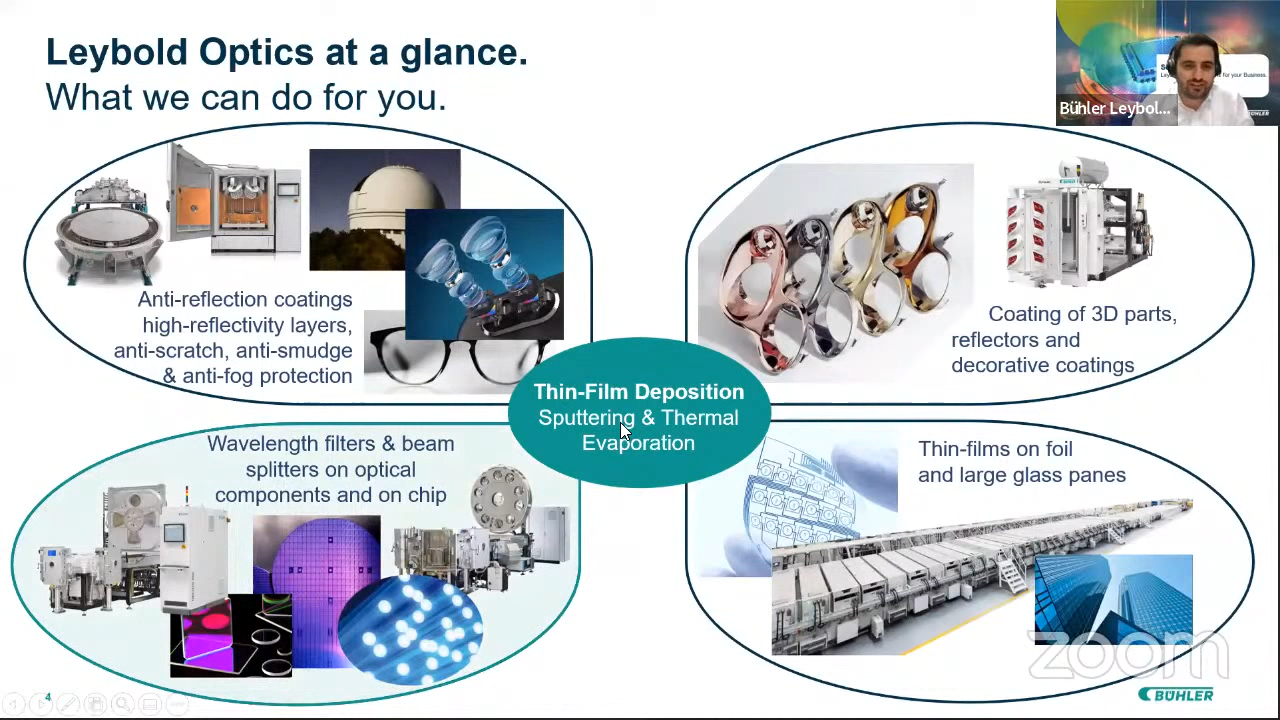 Leybold Optics at a glance.
What we can do for you.
Bühler Leybol...
BÜHLER
Anti-reflection coatings
high-reflectivity layers,
anti-scratch, anti-smudge
& anti-fog protection
Coating of 3D parts,
reflectors and
decorative coatings
Thin-Film Deposition
Sputtering & Thermal
Evaporation
Wavelength filters & beam
splitters on optical
components and on chip
Thin-films on foil
and large glass panes
zoom
4
BÜHLER